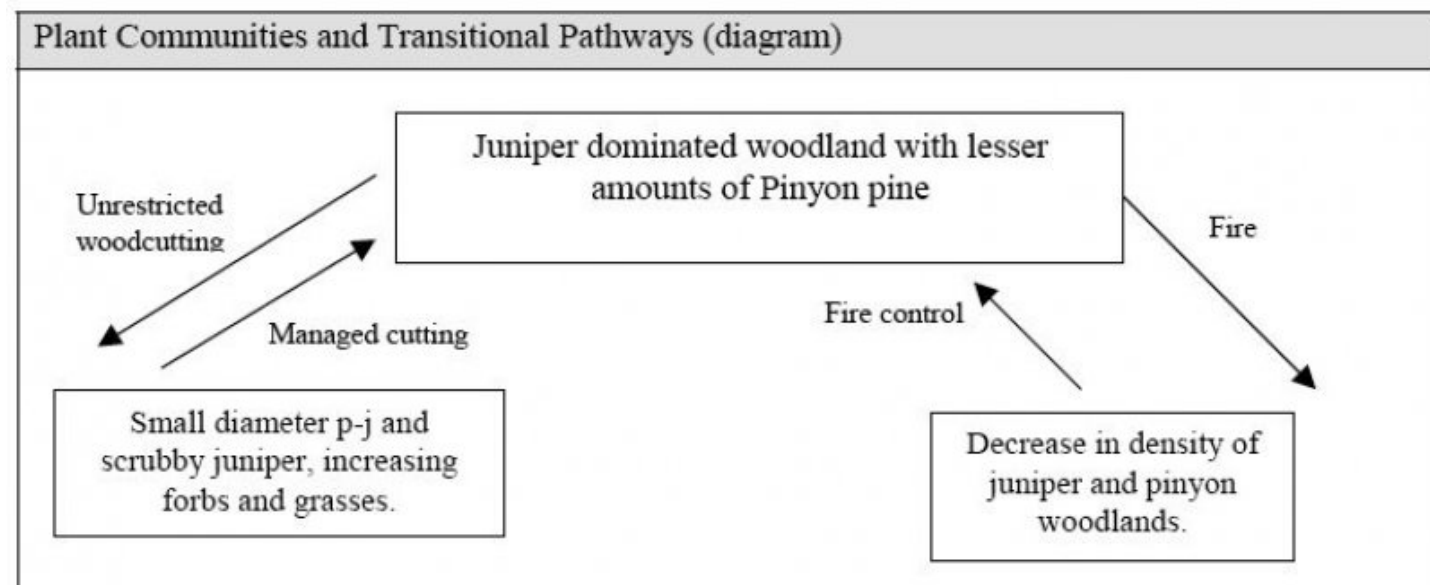 Plant Communities and Transitional Pathways (diagram)
Juniper dominated woodland with lesser
amounts of Pinyon pine
Unrestricted
woodcutting
Managed cutting
Fire
Fire control
Small diameter p-j and
scrubby juniper, increasing
forbs and grasses.
Decrease in density of
juniper and pinyon
woodlands.